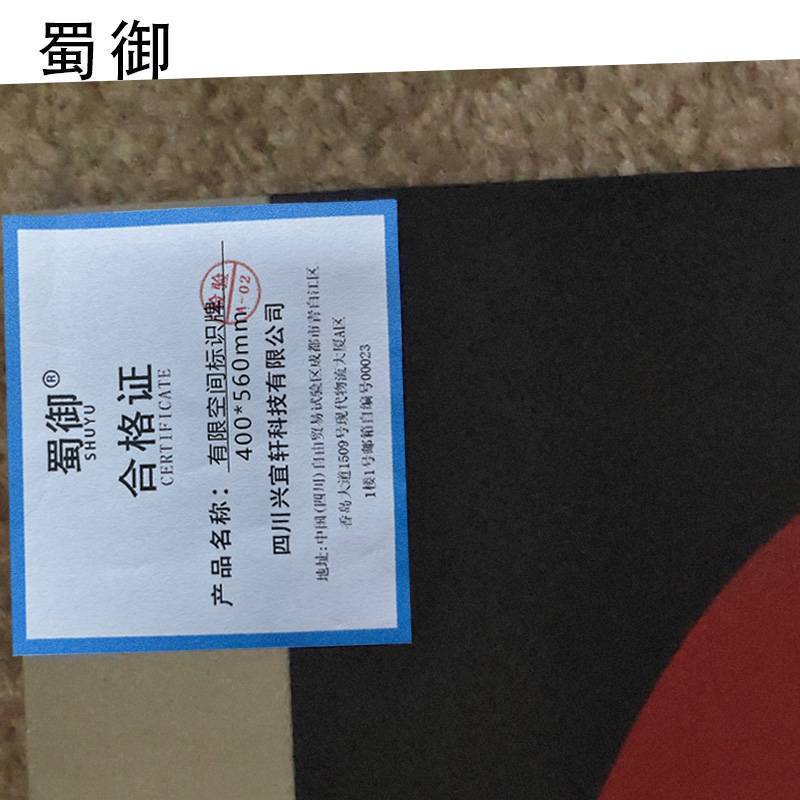 蜀御
蜀御®
SHUYU
合格证
CERTIFICATE
产品名称：有限空间标识牌
400*560mm
检验
四川兴宜轩科技有限公司
地址:中国(四川)自由贸易试验区成都市青白江区
香岛大道1509号现代物流大厦A区
1楼1号邮箱自编号00023